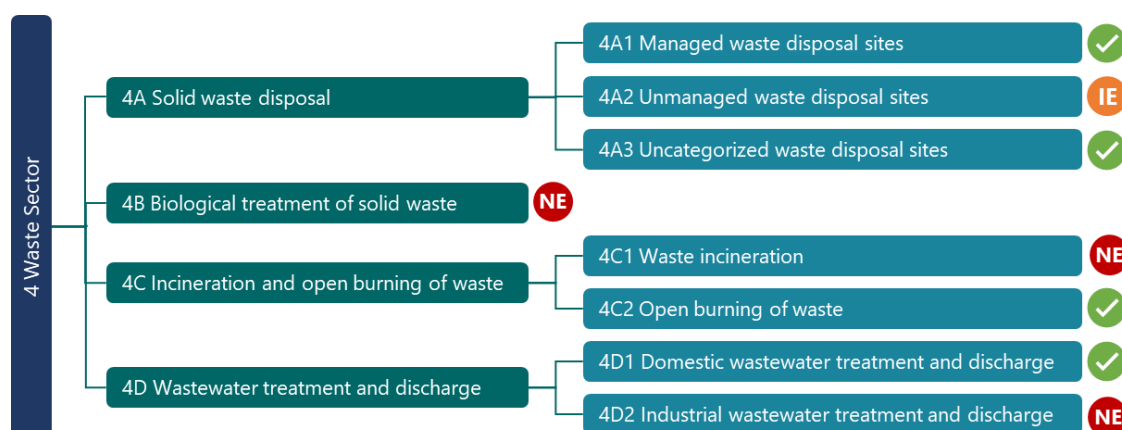 4 Waste Sector
4A Solid waste disposal
4A1 Managed waste disposal sites
4A2 Unmanaged waste disposal sites
IE
4A3 Uncategorized waste disposal sites
4B Biological treatment of solid waste
NE
4C Incineration and open burning of waste
4C1 Waste incineration
NE
4C2 Open burning of waste
4D Wastewater treatment and discharge
4D1 Domestic wastewater treatment and discharge
4D2 Industrial wastewater treatment and discharge
NE